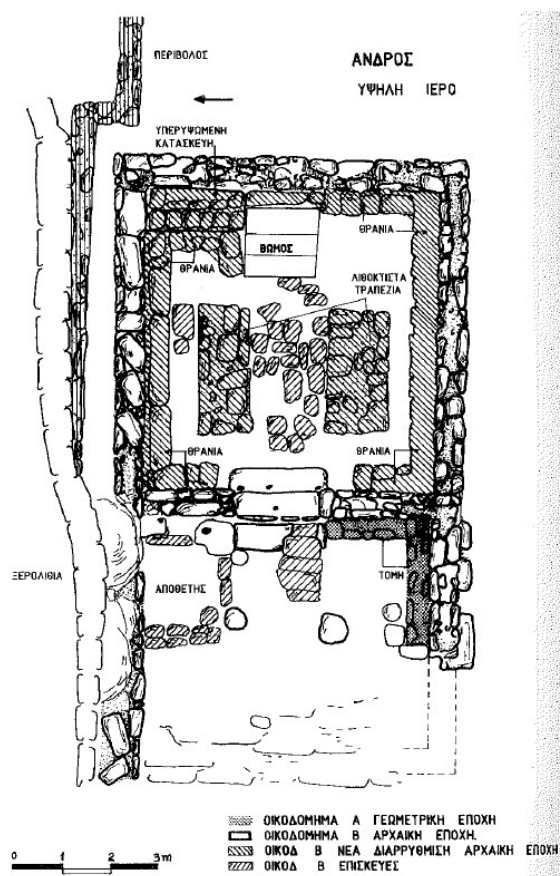 ΠΕΡΙΒΟΛΟΣ
ΑΝΔΡΟΣ
ΥΨΗΛΗ ΙΕΡΟ
ΥΠΕΡΥΨΩΜΕΝΗ
ΚΑΤΑΣΚΕΥΗ
ΘΡΑΝΙΑ
ΒΩΜΟΣ
ΘΡΑΝΙΑ
ΛΙΘΟΚΤΙΣΤΑ
ΤΡΑΠΕΖΙΑ
ΘΡΑΝΙΑ
ΘΡΑΝΙΑ
ΞΕΡΟΛΙΘΙΑ
ΑΠΟΘΕΤΗΣ
ΤΟΜΗ
ΟΙΚΟΔΟΜΗΜΑ Α ΓΕΩΜΕΤΡΙΚΗ ΕΠΟΧΗ
ΟΙΚΟΔΟΜΗΜΑ Β ΑΡΧΑΙΚΗ ΕΠΟΧΗ.
ΟΙΚΟΔ Β ΝΕΑ ΔΙΑΡΡΥΘΜΙΣΗ ΑΡΧΑΙΚΗ ΕΠΟΧΗ
ΟΙΚΟΔ Β ΕΠΙΣΚΕΥΕΣ
0 1 2 3m